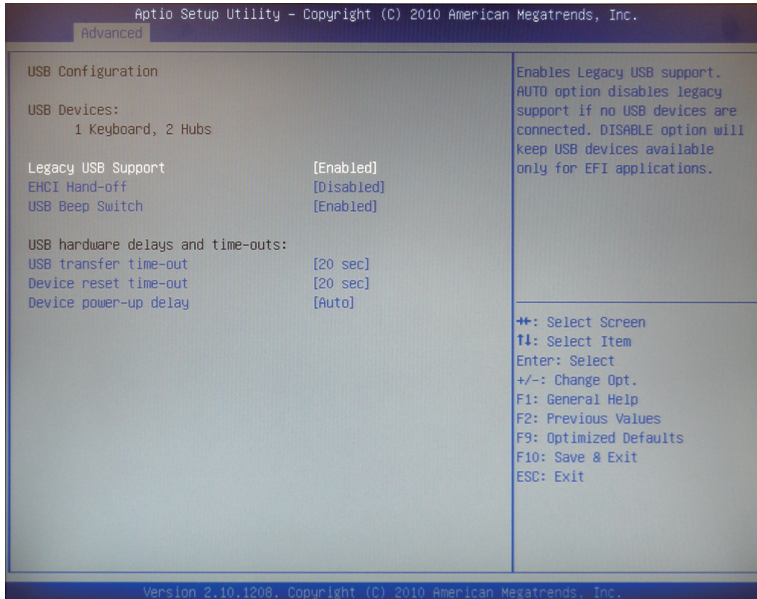 Aptio Setup Utility – Copyright (C) 2010 American Megatrends, Inc.
Advanced
USB Configuration
USB Devices:
1 Keyboard, 2 Hubs
Legacy USB Support [Enabled]
EHCI Hand-off [Disabled]
USB Beep Switch [Enabled]
USB hardware delays and time-outs:
USB transfer time-out [20 sec]
Device reset time-out [20 sec]
Device power-up delay [Auto]
Enables Legacy USB support.
AUTO option disables legacy
support if no USB devices are
connected. DISABLE option will
keep USB devices available
only for EFI applications.
→←: Select Screen
↑↓: Select Item
Enter: Select
+/-: Change Opt.
F1: General Help
F2: Previous Values
F9: Optimized Defaults
F10: Save & Exit
ESC: Exit
Version 2.10.1208. Copyright (C) 2010 American Megatrends, Inc.